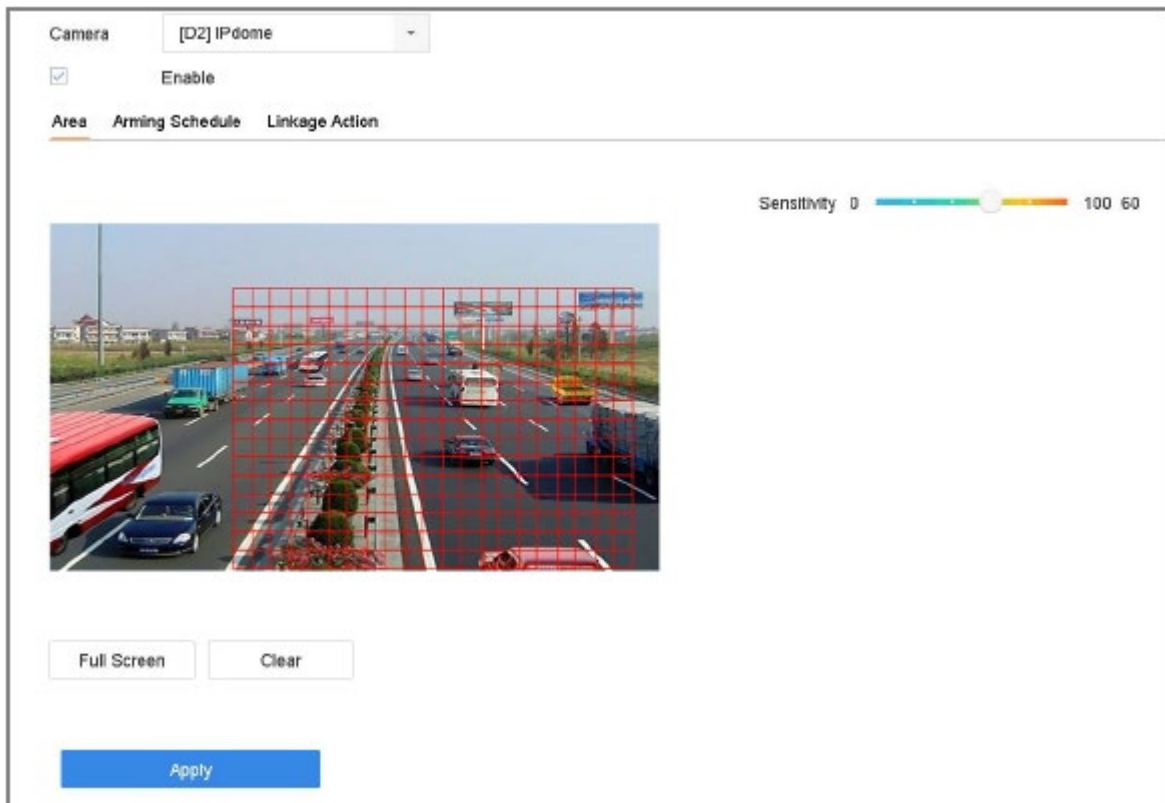 Camera [D2] IPdome
Enable
Area Arming Schedule Linkage Action
Sensitivity 0 100 60
Full Screen Clear
Apply